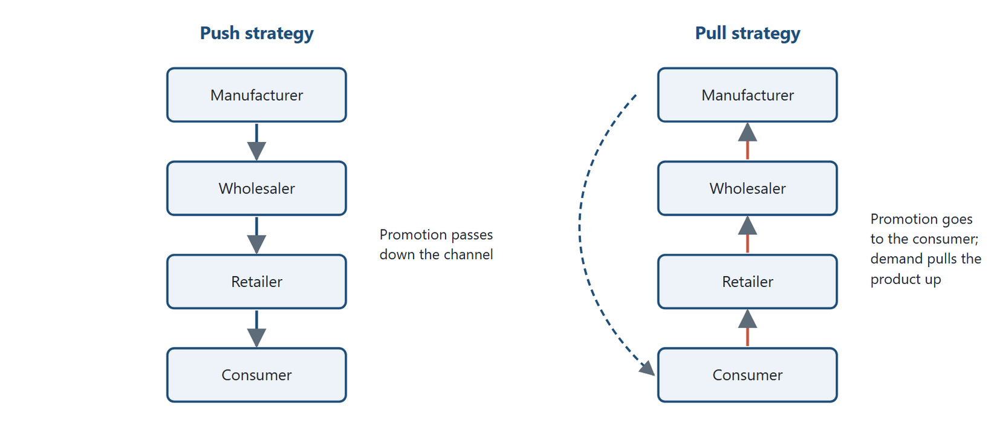 Push strategy
Manufacturer
Wholesaler
Retailer
Consumer
Promotion passes
down the channel
Pull strategy
Manufacturer
Wholesaler
Retailer
Consumer
Promotion goes
to the consumer;
demand pulls the
product up